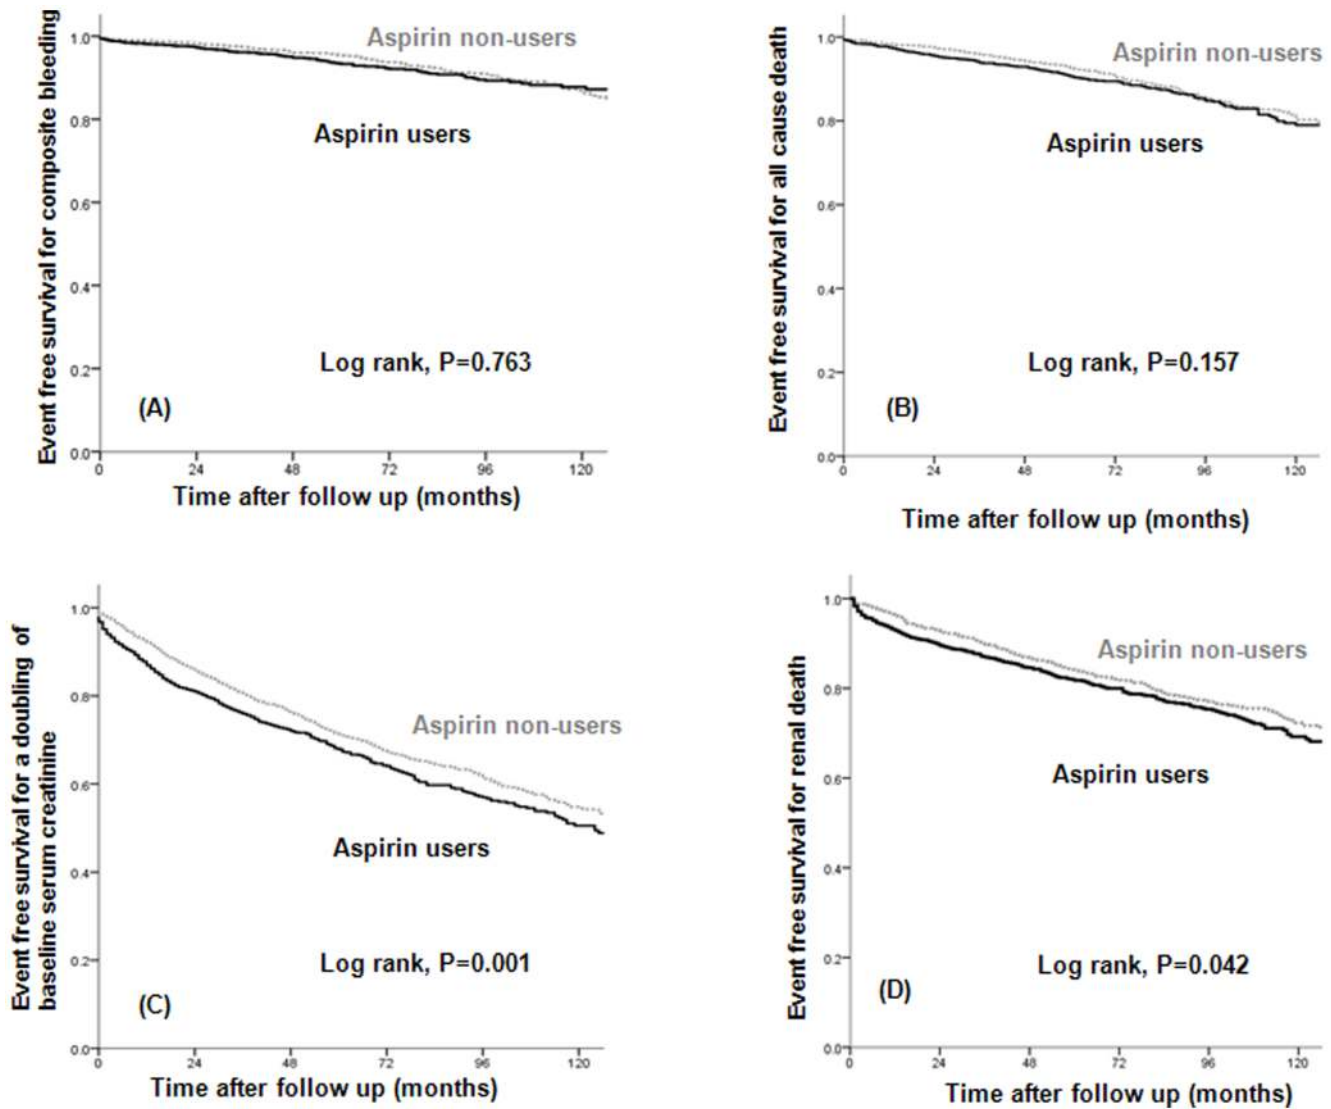 Event free survival for composite bleeding
1.0
0.8
0.6
0.4
0.2
0.0
Aspirin non-users
Aspirin users
Log rank, P=0.763
(A)
0 24 48 72 96 120
Time after follow up (months)
Event free survival for all cause death
1.0
0.8
0.6
0.4
0.2
0.0
Aspirin non-users
Aspirin users
Log rank, P=0.157
(B)
0 24 48 72 96 120
Time after follow up (months)
Event free survival for a doubling of
baseline serum creatinine
1.0
0.8
0.6
0.4
0.2
0.0
Aspirin non-users
Aspirin users
Log rank, P=0.001
(C)
0 24 48 72 96 120
Time after follow up (months)
Event free survival for renal death
1.0
0.8
0.6
0.4
0.2
0.0
Aspirin non-users
Aspirin users
Log rank, P=0.042
(D)
0 24 48 72 96 120
Time after follow up (months)